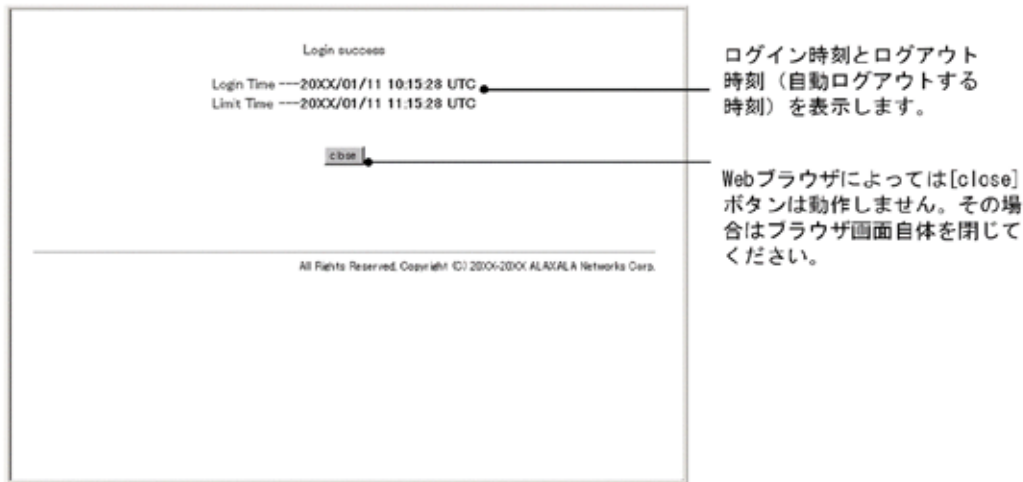 Login success
Login Time ---20XX/01/11 10:15:28 UTC
Limit Time ---20XX/01/11 11:15:28 UTC
close
All Rights Reserved, Copyright (C) 20XX-20XX ALAXALA Networks Corp.
ログイン時刻とログアウト
時刻（自動ログアウトする
時刻）を表示します。
Webブラウザによっては[close]
ボタンは動作しません。その場
合はブラウザ画面自体を閉じて
ください。